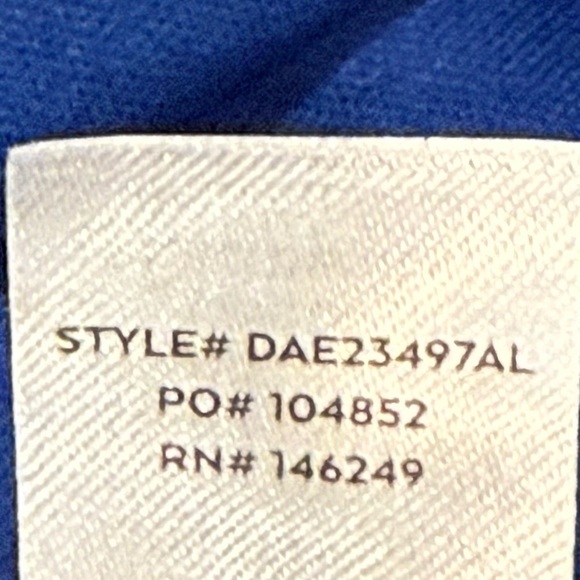 STYLE# DAE23497AL
PO# 104852
RN# 146249